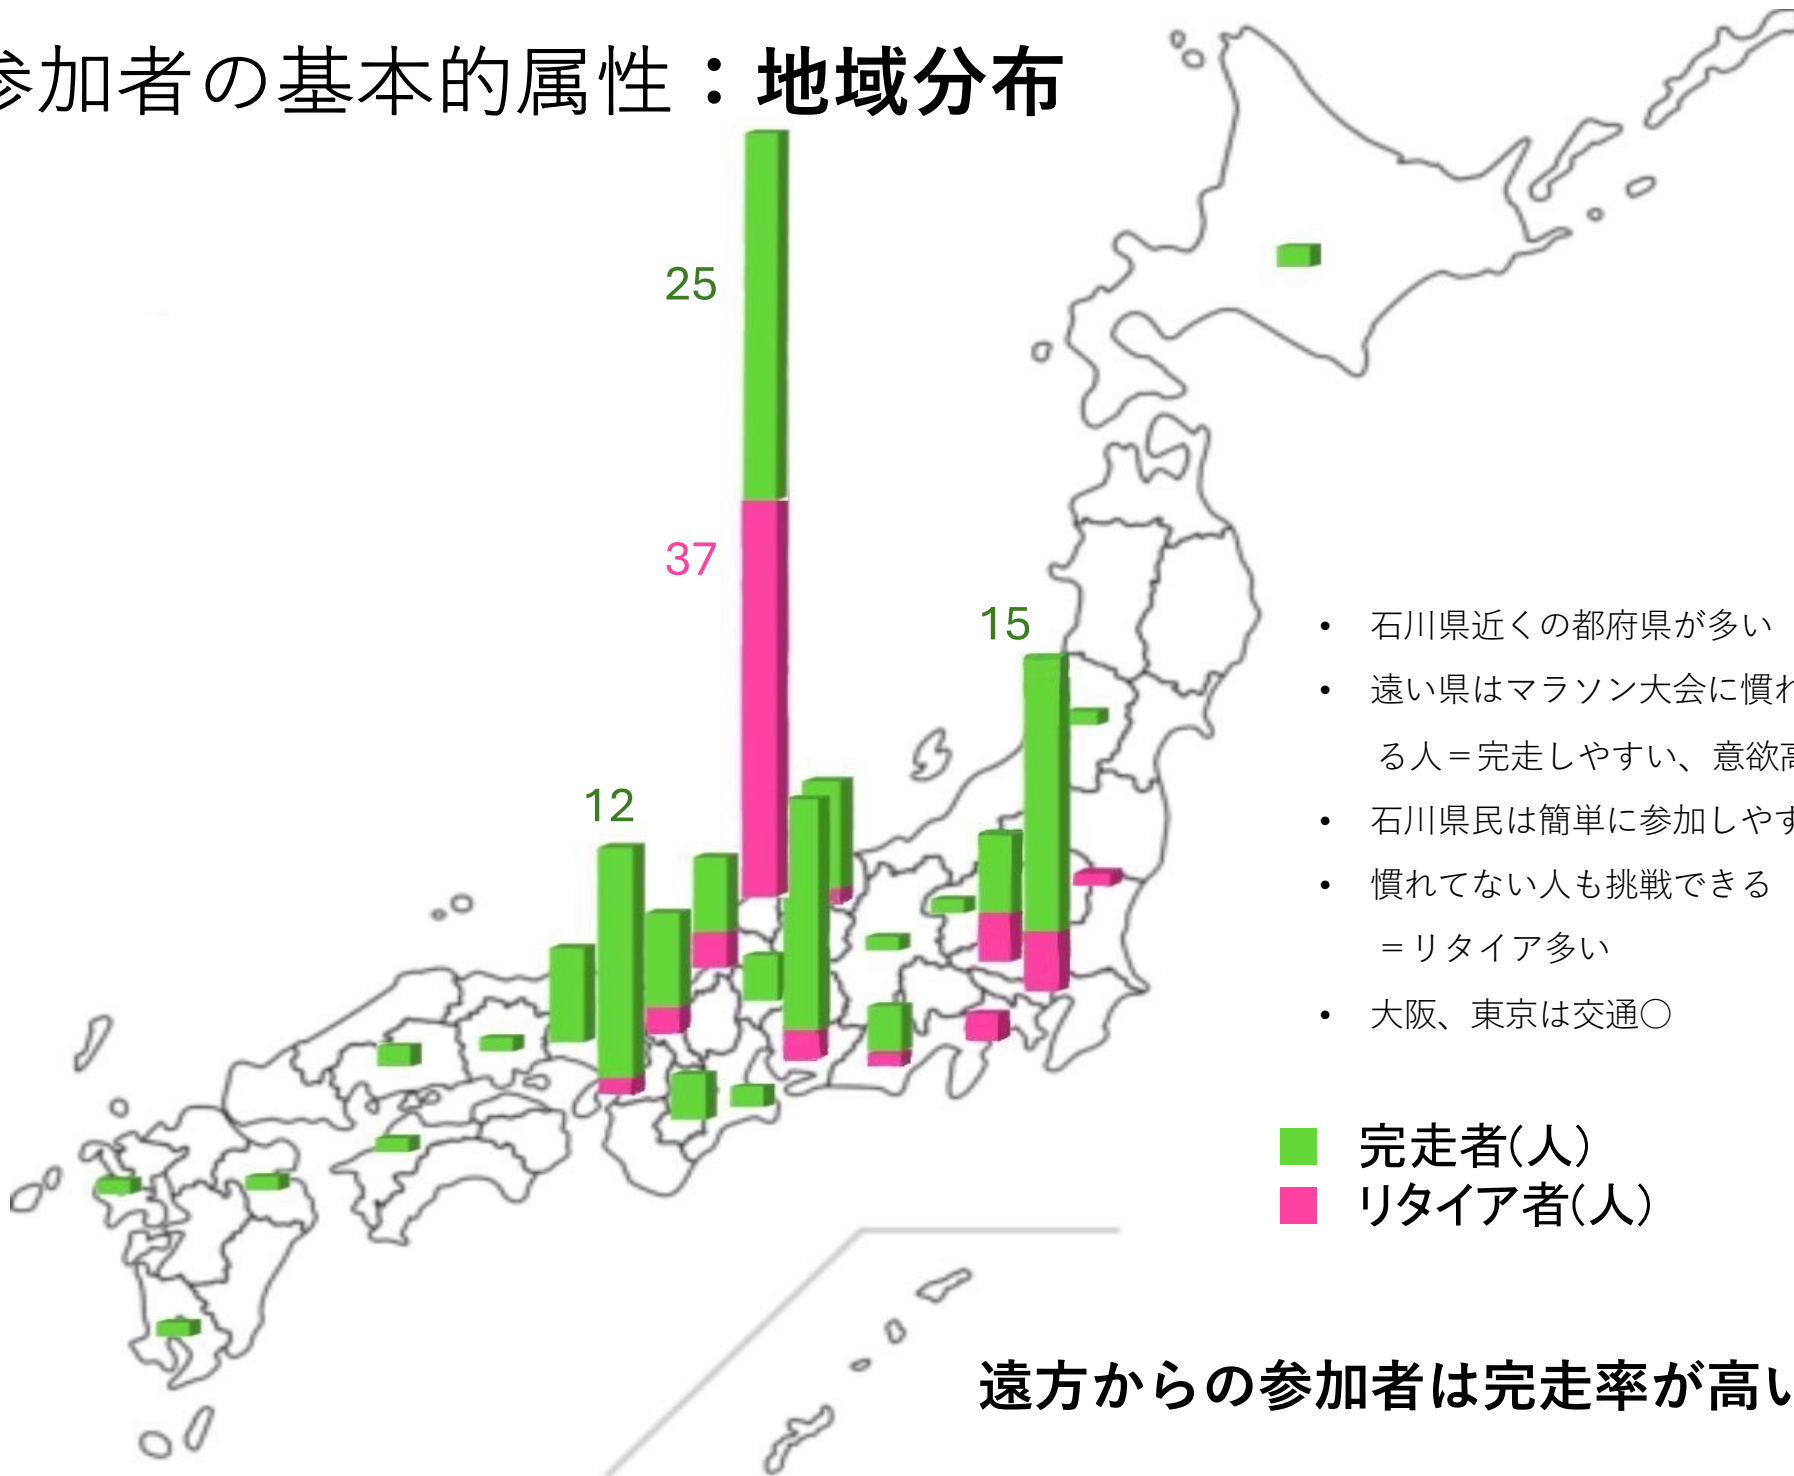 参加者の基本的属性：地域分布
25
37
15
12
• 石川県近くの都府県が多い
• 遠い県はマラソン大会に慣れ
る人＝完走しやすい、意欲高
• 石川県民は簡単に参加しやす
• 慣れてない人も挑戦できる
＝リタイア多い
• 大阪、東京は交通〇
完走者(人)
リタイア者(人)
遠方からの参加者は完走率が高い